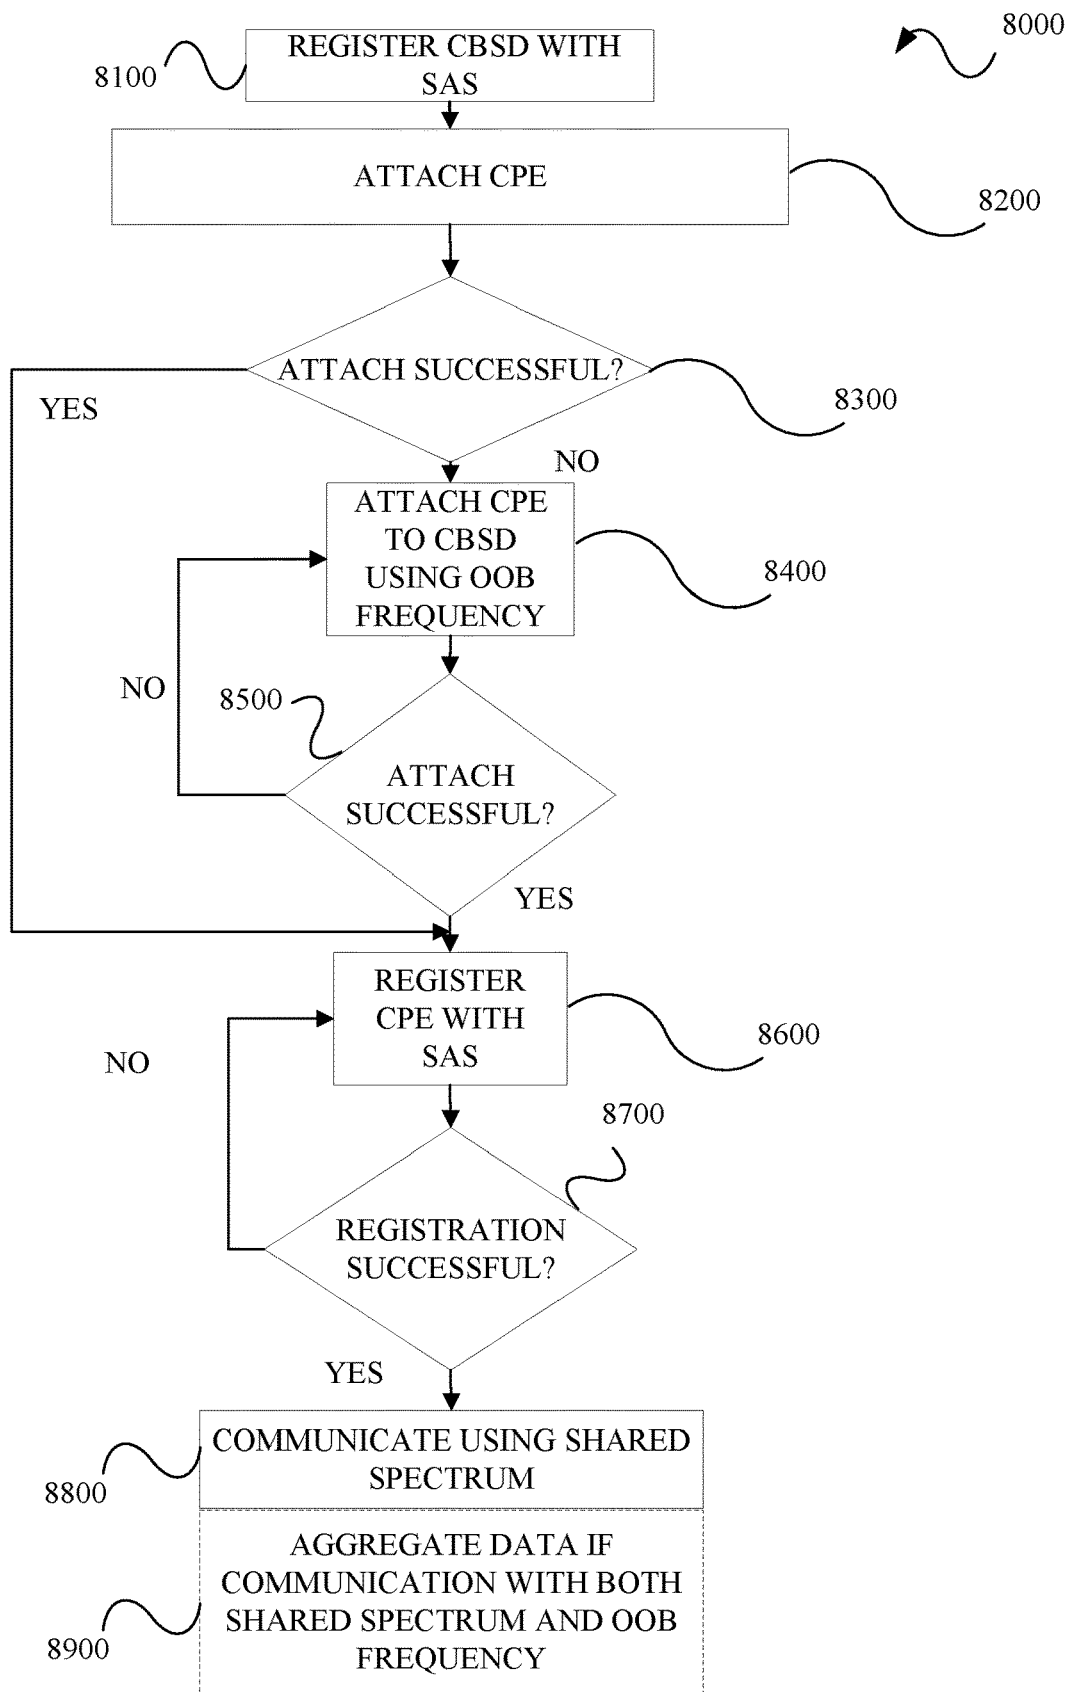 8000
REGISTER CBSD WITH
SAS
8100
ATTACH CPE
8200
ATTACH SUCCESSFUL?
8300
YES
NO
ATTACH CPE
TO CBSD
USING OOB
FREQUENCY
8400
NO
8500
ATTACH
SUCCESSFUL?
YES
REGISTER
CPE WITH
SAS
8600
NO
8700
REGISTRATION
SUCCESSFUL?
YES
COMMUNICATE USING SHARED
SPECTRUM
8800
AGGREGATE DATA IF
COMMUNICATION WITH BOTH
SHARED SPECTRUM AND OOB
FREQUENCY
8900